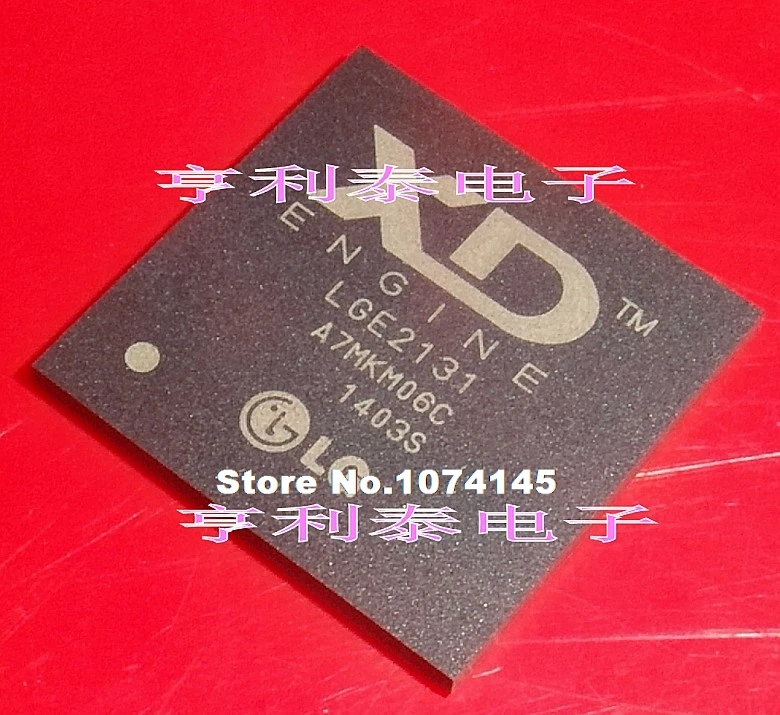 亨利泰电子
XD
TM
ENGINE
LGE2131
A7MKM06C
1403S
LG
Store No.1074145
亨利泰电子